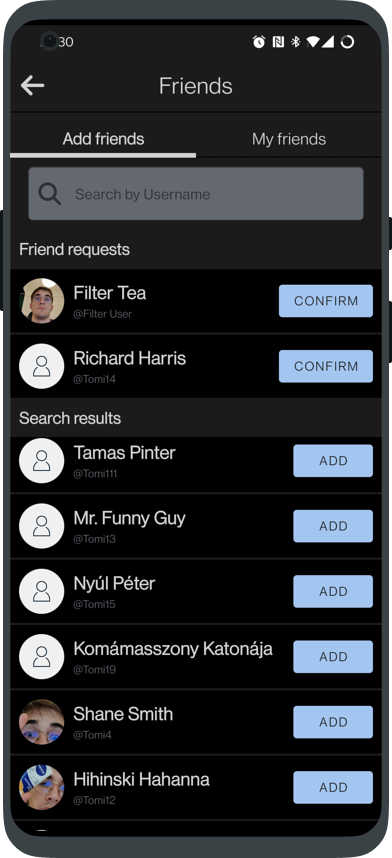 30
Friends
Add friends My friends
Search by Username
Friend requests
Filter Tea
@Filter User
CONFIRM
Richard Harris
@Tomi14
CONFIRM
Search results
Tamas Pinter
@Tomi111
ADD
Mr. Funny Guy
@Tomi13
ADD
Nyúl Péter
@Tomi15
ADD
Komámasszony Katonája
@Tomi19
ADD
Shane Smith
@Tomi4
ADD
Hihinski Hahanna
@Tomi12
ADD